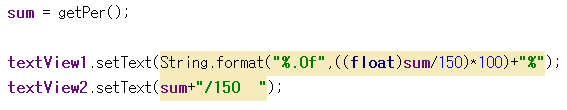 sum = getPer();
textView1.setText(String.format("%.0f",((float)sum/150)*100)+"%");
textView2.setText(sum+"/150  ");